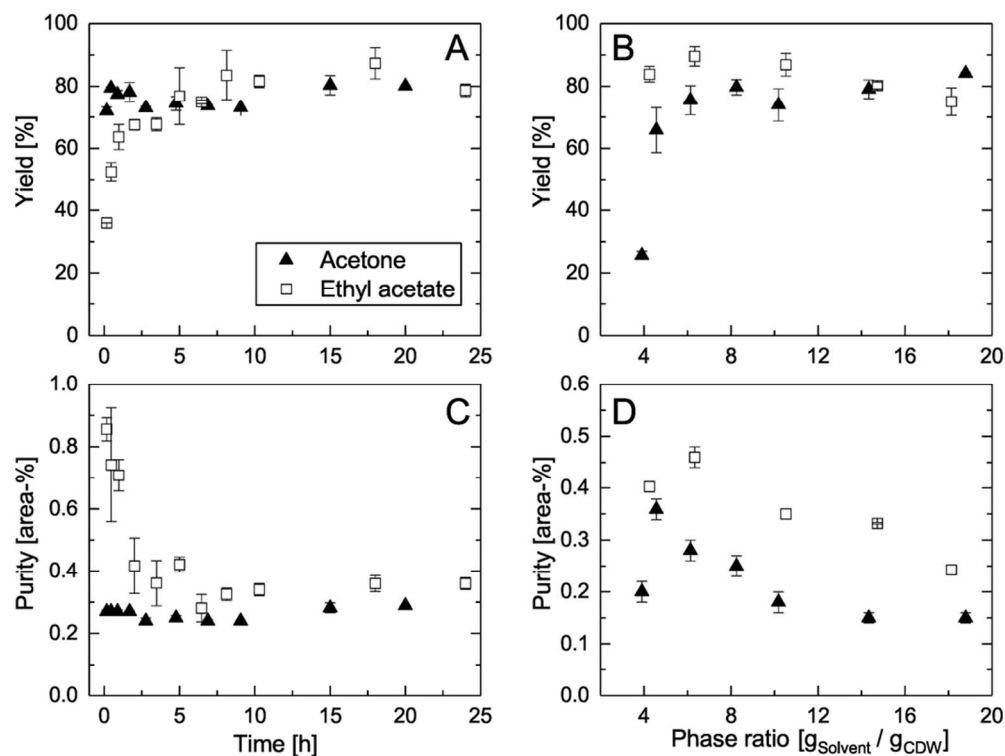 A
Yield [%]
100
80
60
40
20
0
0 5 10 15 20 25
Acetone
Ethyl acetate
B
Yield [%]
100
80
60
40
20
0
4 8 12 16 20
C
Purity [area-%]
1.0
0.8
0.6
0.4
0.2
0.0
0 5 10 15 20 25
Time [h]
D
Purity [area-%]
0.6
0.5
0.4
0.3
0.2
0.1
0.0
4 8 12 16 20
Phase ratio [gSolvent / gCDW]